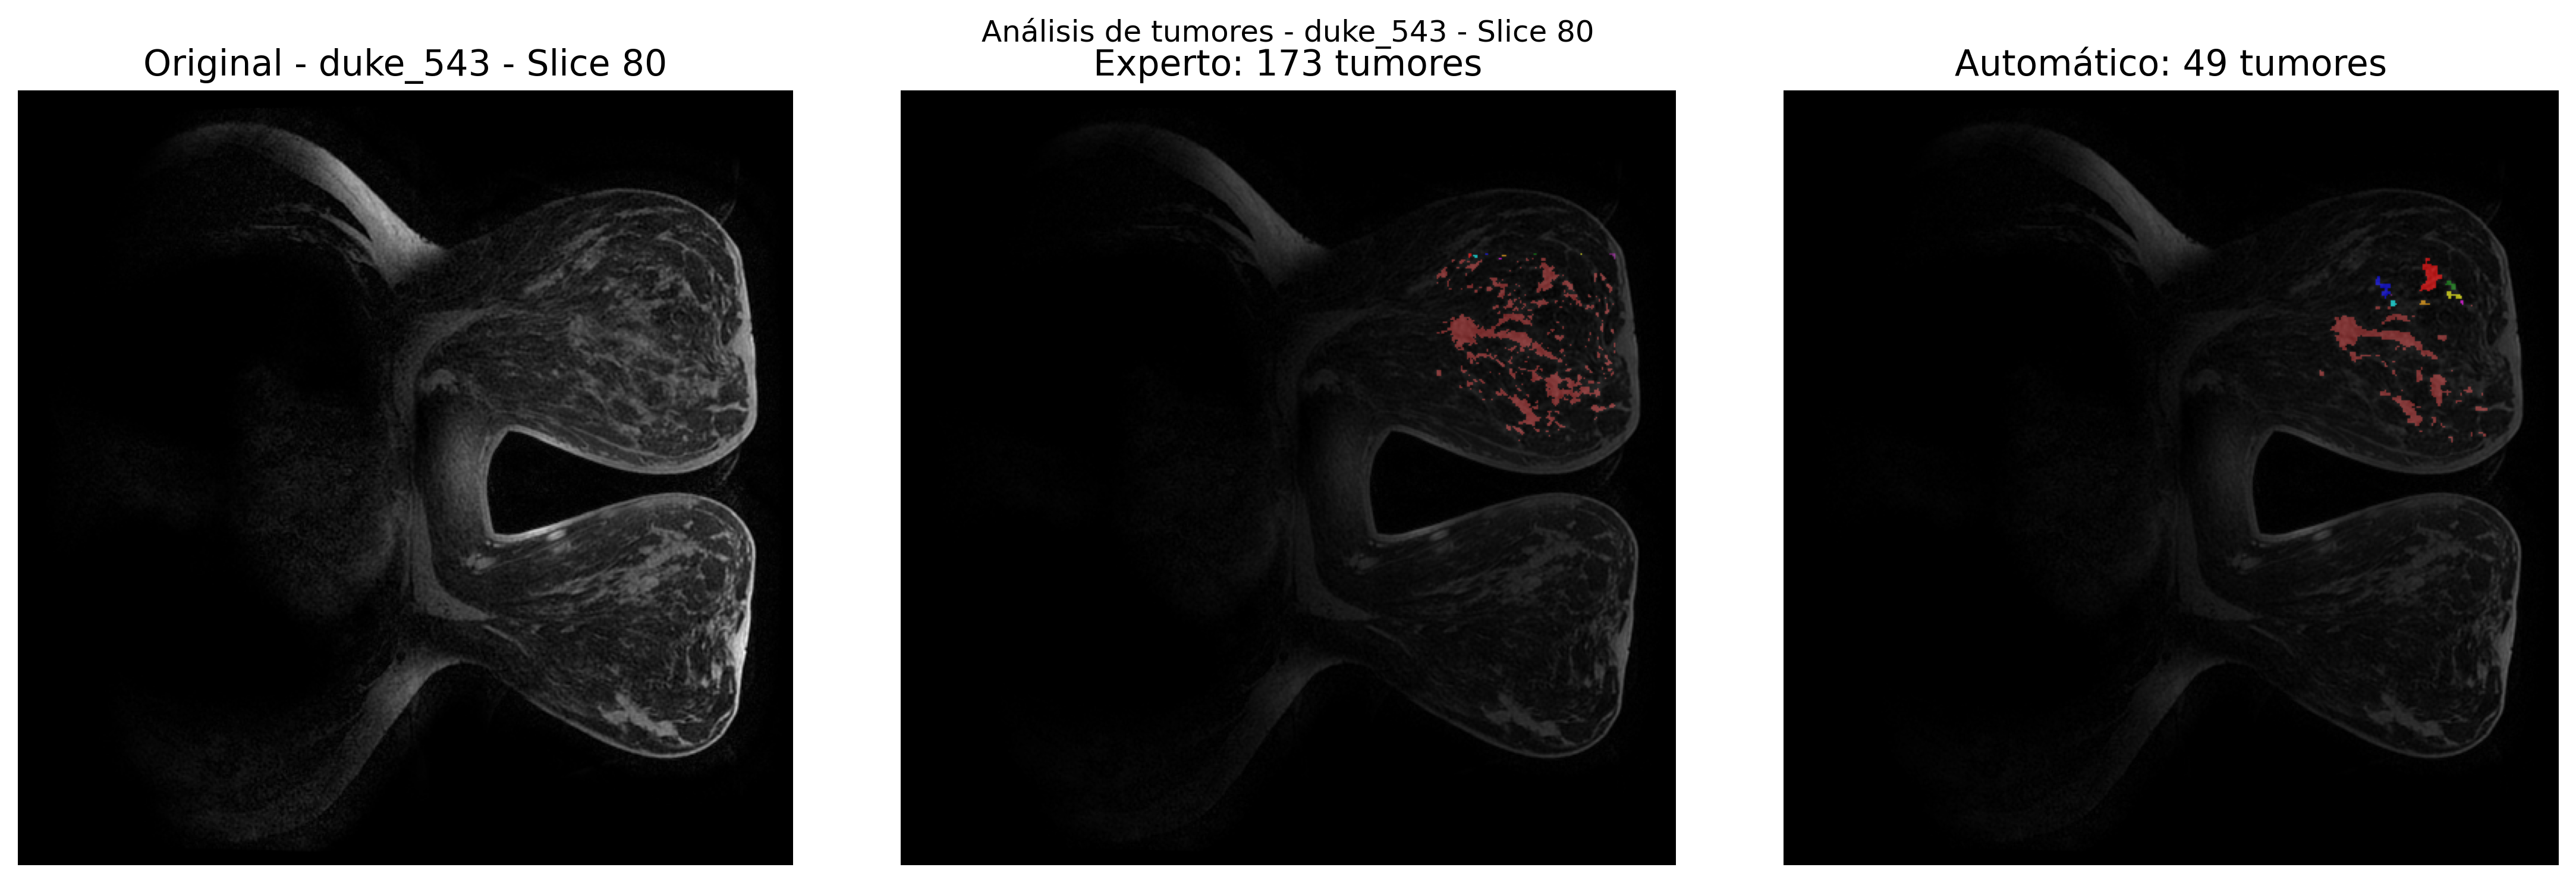 Análisis de tumores - duke_543 - Slice 80
Original - duke_543 - Slice 80
Experto: 173 tumores
Automático: 49 tumores